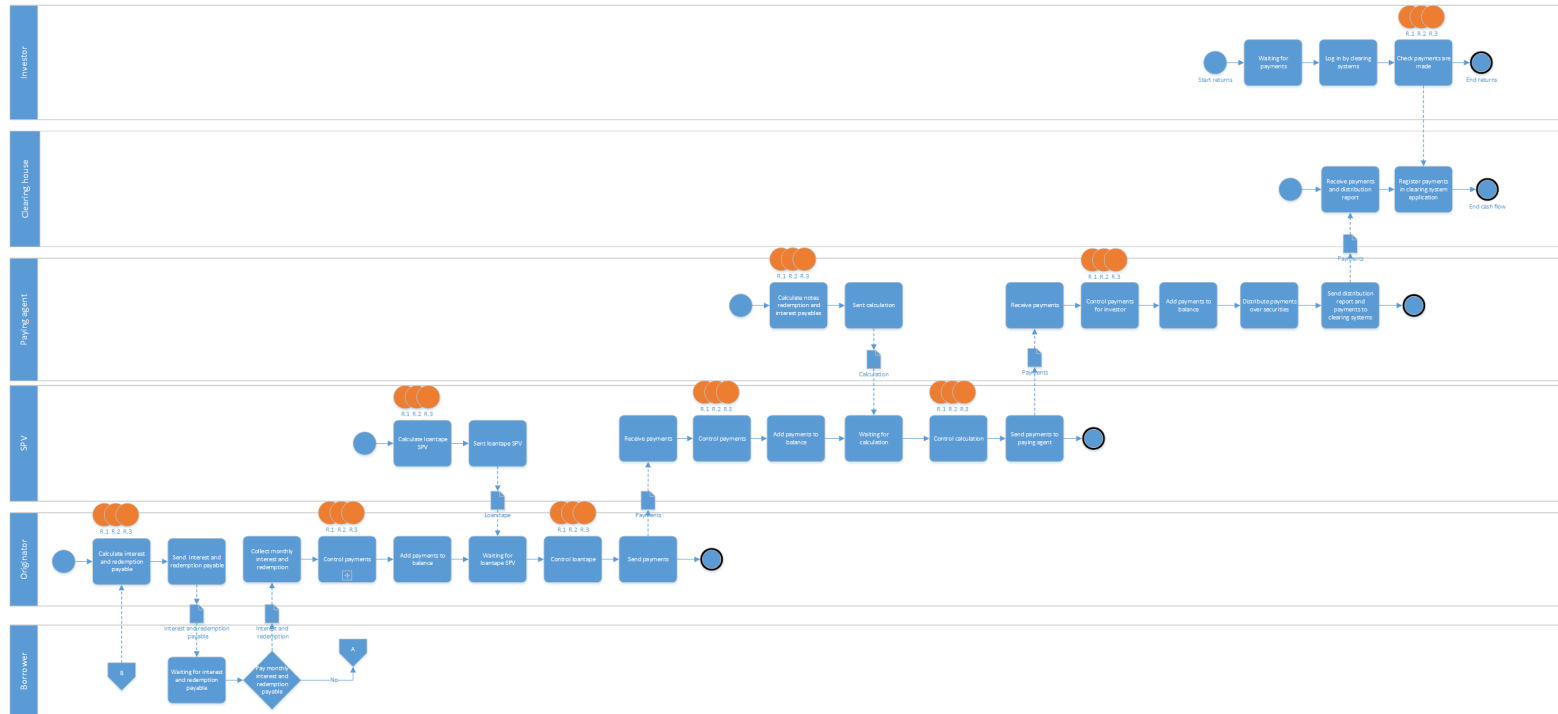 Investor
R.1 R.2 R.3
Start returns
Waiting for
payments
Log in by clearing
systems
Check payments are
made
End returns
Clearing house
Receive payments
and distribution
report
Register payments
in clearing system
application
End cash flow
Payments
Paying agent
R.1 R.2 R.3
Calculate notes
redemption and
interest payables
Sent calculation
Calculation
Receive payments
R.1 R.2 R.3
Control payments
for investor
Add payments to
balance
Distribute payments
over securities
Send distribution
report and
payments to
clearing systems
Payments
SPV
R.1 R.2 R.3
Calculate loantape
SPV
Sent loantape SPV
Loantape
Receive payments
R.1 R.2 R.3
Control payments
Add payments to
balance
Waiting for
calculation
R.1 R.2 R.3
Control calculation
Send payments to
paying agent
Payments
Originator
R.1 R.2 R.3
Calculate interest
and redemption
payable
Send interest and
redemption payable
Collect monthly
interest and
redemption
R.1 R.2 R.3
Control payments
Add payments to
balance
Waiting for
loantape SPV
R.1 R.2 R.3
Control loantape
Send payments
Interest and redemption
payable
Interest and
redemption
Borrower
B
Waiting for interest
and redemption
payable
Pay monthly
interest and
redemption
payable
No
A